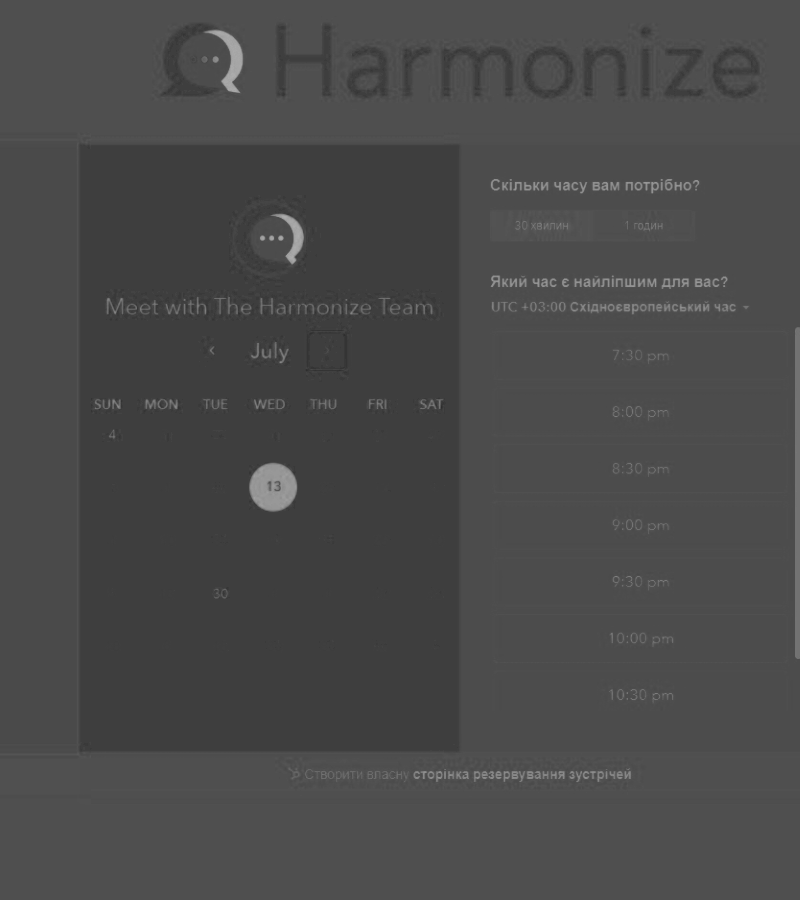 Harmonize
Meet with The Harmonize Team
July
SUN MON TUE WED THU FRI SAT
4
13
30
Скільки часу вам потрібно?
30 хвилин 1 годин
Який час є найліпшим для вас?
UTC +03:00 Східноєвропейський час
7:30 pm
8:00 pm
8:30 pm
9:00 pm
9:30 pm
10:00 pm
10:30 pm
Створити власну сторінка резервування зустрічей